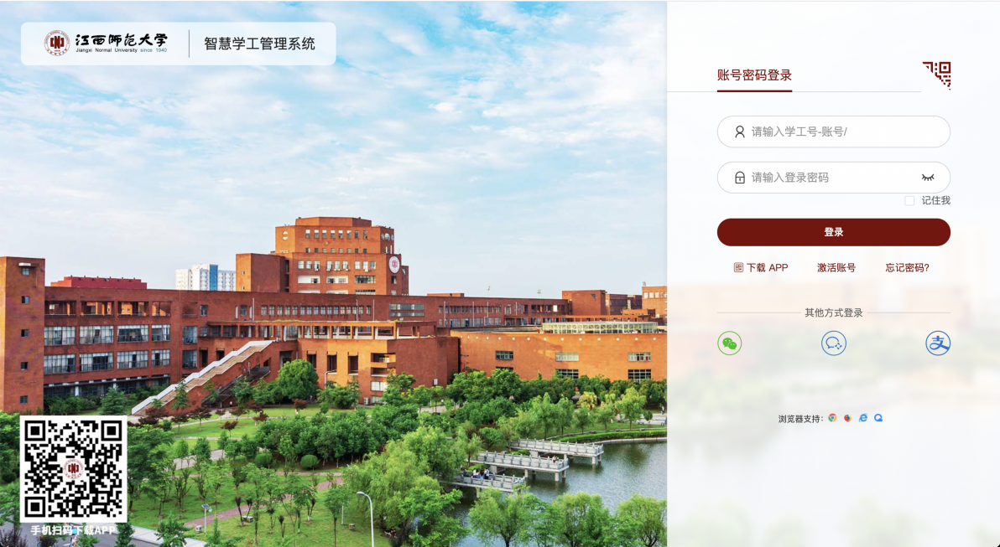 江西师范大学
Jiangxi Normal University since 1940
智慧学工管理系统
账号密码登录
请输入学工号-账号/
请输入登录密码
记住我
登录
下载 APP
激活账号
忘记密码?
其他方式登录
支
浏览器支持:
手机扫码下载APP